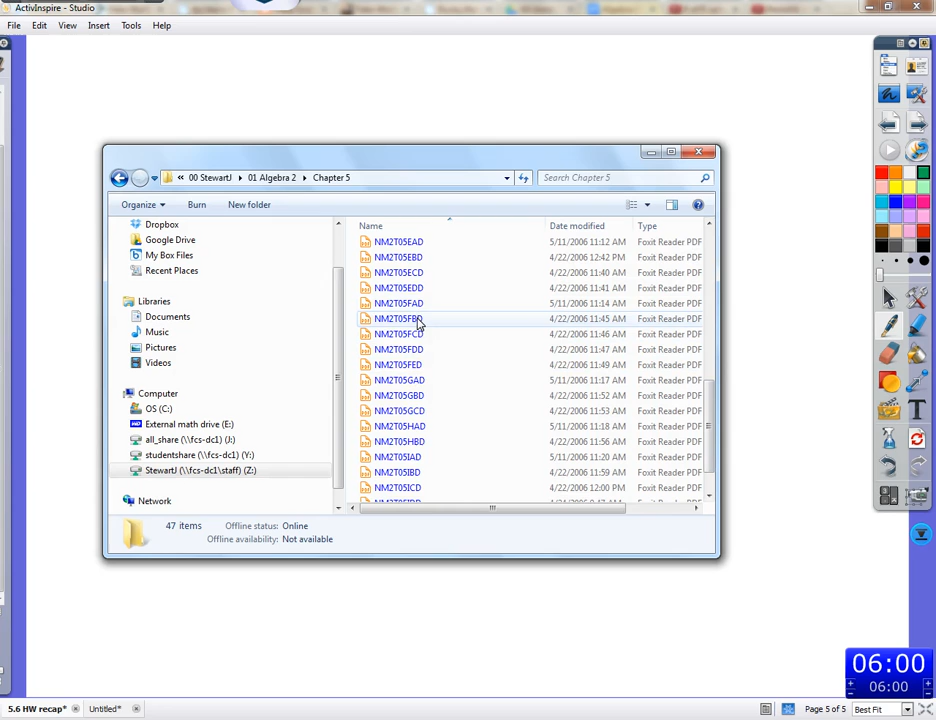 ActivInspire - Studio
File Edit View Insert Tools Help
« 00 StewartJ 01 Algebra 2 Chapter 5 Search Chapter 5
Organize Burn New folder
Name Date modified Type
Dropbox
Google Drive
My Box Files
Recent Places
Libraries
Documents
Music
Pictures
Videos
Computer
OS (C:)
External math drive (E:)
all_share (\\fcs-dc1) (J:)
studentshare (\\fcs-dc1) (Y:)
StewartJ (\\fcs-dc1\staff) (Z:)
Network
NM2T05EAD 5/11/2006 11:12 AM Foxit Reader PDF
NM2T05EBD 4/22/2006 12:42 PM Foxit Reader PDF
NM2T05ECD 4/22/2006 11:40 AM Foxit Reader PDF
NM2T05EDD 4/22/2006 11:41 AM Foxit Reader PDF
NM2T05FAD 5/11/2006 11:14 AM Foxit Reader PDF
NM2T05FBD 4/22/2006 11:45 AM Foxit Reader PDF
NM2T05FCD 4/22/2006 11:46 AM Foxit Reader PDF
NM2T05FDD 4/22/2006 11:47 AM Foxit Reader PDF
NM2T05FED 4/22/2006 11:49 AM Foxit Reader PDF
NM2T05GAD 5/11/2006 11:17 AM Foxit Reader PDF
NM2T05GBD 4/22/2006 11:52 AM Foxit Reader PDF
NM2T05GCD 4/22/2006 11:53 AM Foxit Reader PDF
NM2T05HAD 5/11/2006 11:18 AM Foxit Reader PDF
NM2T05HBD 4/22/2006 11:56 AM Foxit Reader PDF
NM2T05IAD 5/11/2006 11:20 AM Foxit Reader PDF
NM2T05IBD 4/22/2006 11:59 AM Foxit Reader PDF
NM2T05ICD 4/22/2006 12:00 PM Foxit Reader PDF
47 items Offline status: Online
Offline availability: Not available
06:00
06:00
5.6 HW recap* Untitled* Page 5 of 5 Best Fit